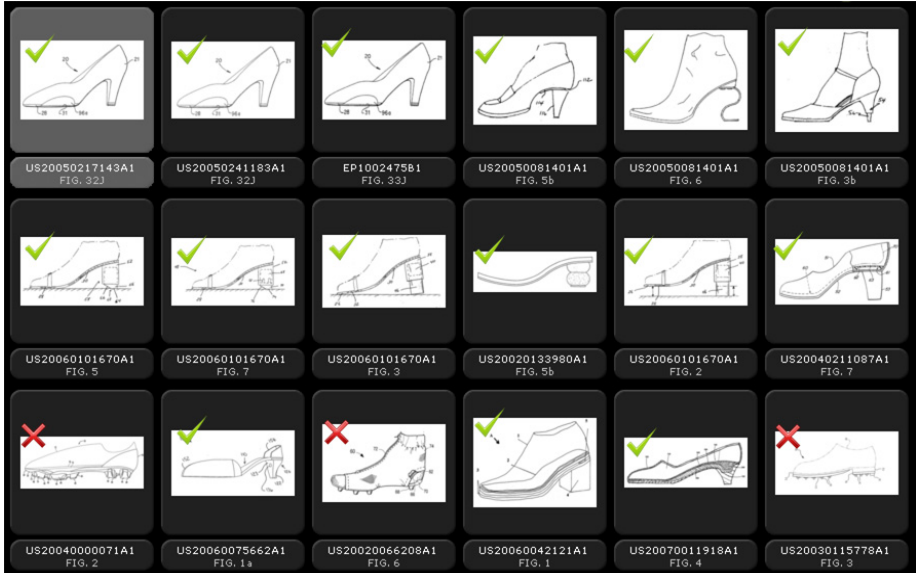 US20050217143A1
FIG. 32J
US20050241183A1
FIG. 32J
EP1002475B1
FIG. 33J
US20050081401A1
FIG. 5b
US20050081401A1
FIG. 6
US20050081401A1
FIG. 3b
US20060101670A1
FIG. 5
US20060101670A1
FIG. 7
US20060101670A1
FIG. 3
US20020133980A1
FIG. 5b
US20060101670A1
FIG. 2
US20040211087A1
FIG. 7
US20040000071A1
FIG. 2
US20060075662A1
FIG. 1a
US20020066208A1
FIG. 6
US20060042121A1
FIG. 1
US20070011918A1
FIG. 4
US20030115778A1
FIG. 3